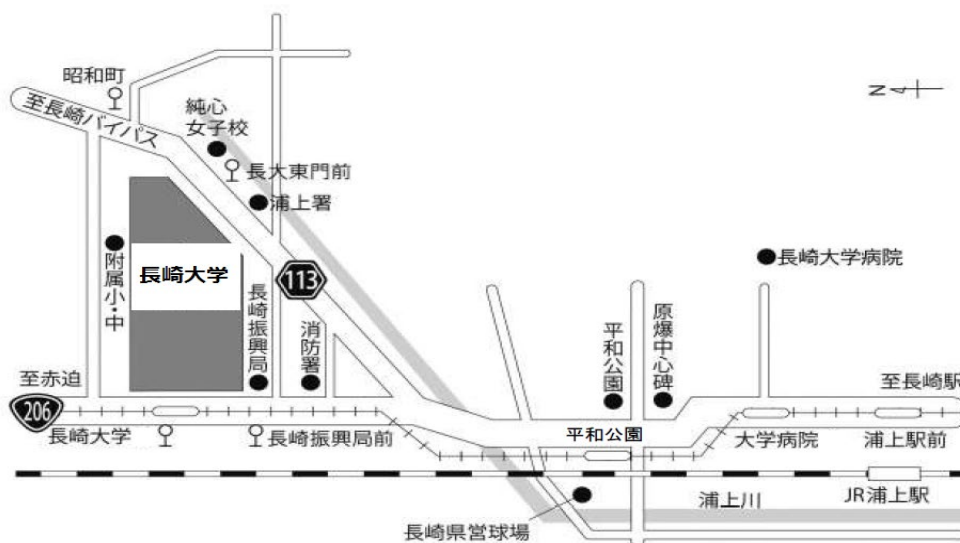 昭和町
至長崎バイパス
純心
女子校
N
長大東門前
浦上署
長崎大学病院
附属小・中
長崎大学
113
長崎振興局
消防署
平和公園
原爆中心碑
至赤迫
至長崎駅
206
長崎大学
長崎振興局前
平和公園
大学病院
浦上駅前
長崎県営球場
浦上川
JR浦上駅